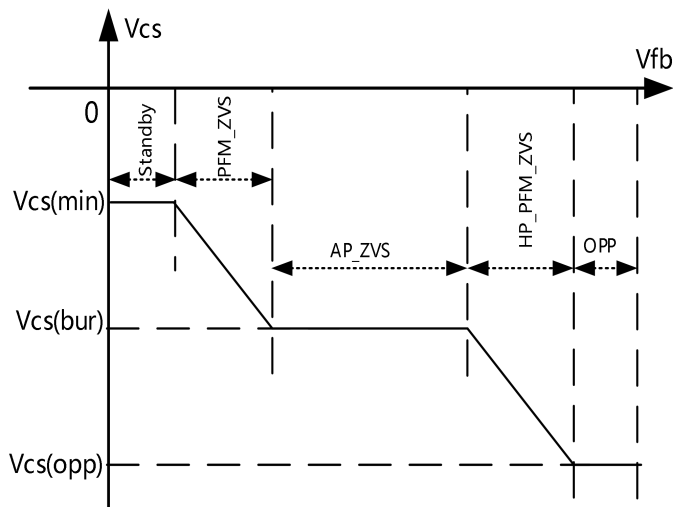 Vcs
Vfb
0
Standby
PFM_ZVS
HP_PFM_ZVS
Vcs(min)
AP_ZVS
OPP
Vcs(bur)
Vcs(opp)